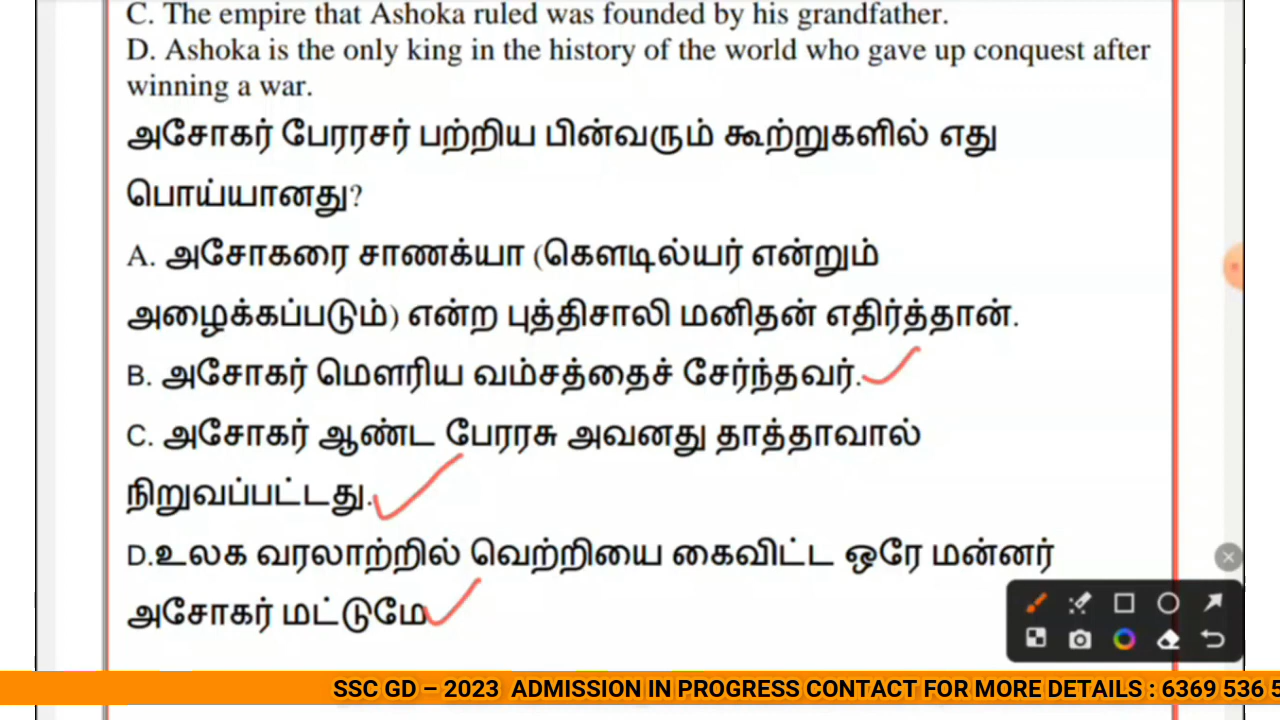 C. The empire that Ashoka ruled was founded by his grandfather.
D. Ashoka is the only king in the history of the world who gave up conquest after
winning a war.
அசோகர் பேரரசர் பற்றிய பின்வரும் கூற்றுகளில் எது
பொய்யானது?
A. அசோகரை சாணக்யா (கௌடில்யர் என்றும்
அழைக்கப்படும்) என்ற புத்திசாலி மனிதன் எதிர்த்தான்.
B. அசோகர் மௌரிய வம்சத்தைச் சேர்ந்தவர்.
C. அசோகர் ஆண்ட பேரரசு அவனது தாத்தாவால்
நிறுவப்பட்டது.
D.உலக வரலாற்றில் வெற்றியை கைவிட்ட ஒரே மன்னர்
அசோகர் மட்டுமே
SSC GD – 2023 ADMISSION IN PROGRESS CONTACT FOR MORE DETAILS : 6369 536 5